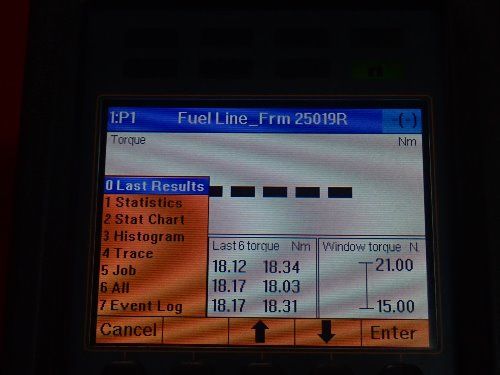 1:P1 Fuel Line_Frm 25019R (-)
Torque Nm
0 Last Results
1 Statistics
2 Stat Chart
3 Histogram
4 Trace
5 Job
6 All
7 Event Log
Last 6 torque Nm
18.12 18.34
18.17 18.03
18.17 18.31
Window torque N
21.00
15.00
Cancel Enter